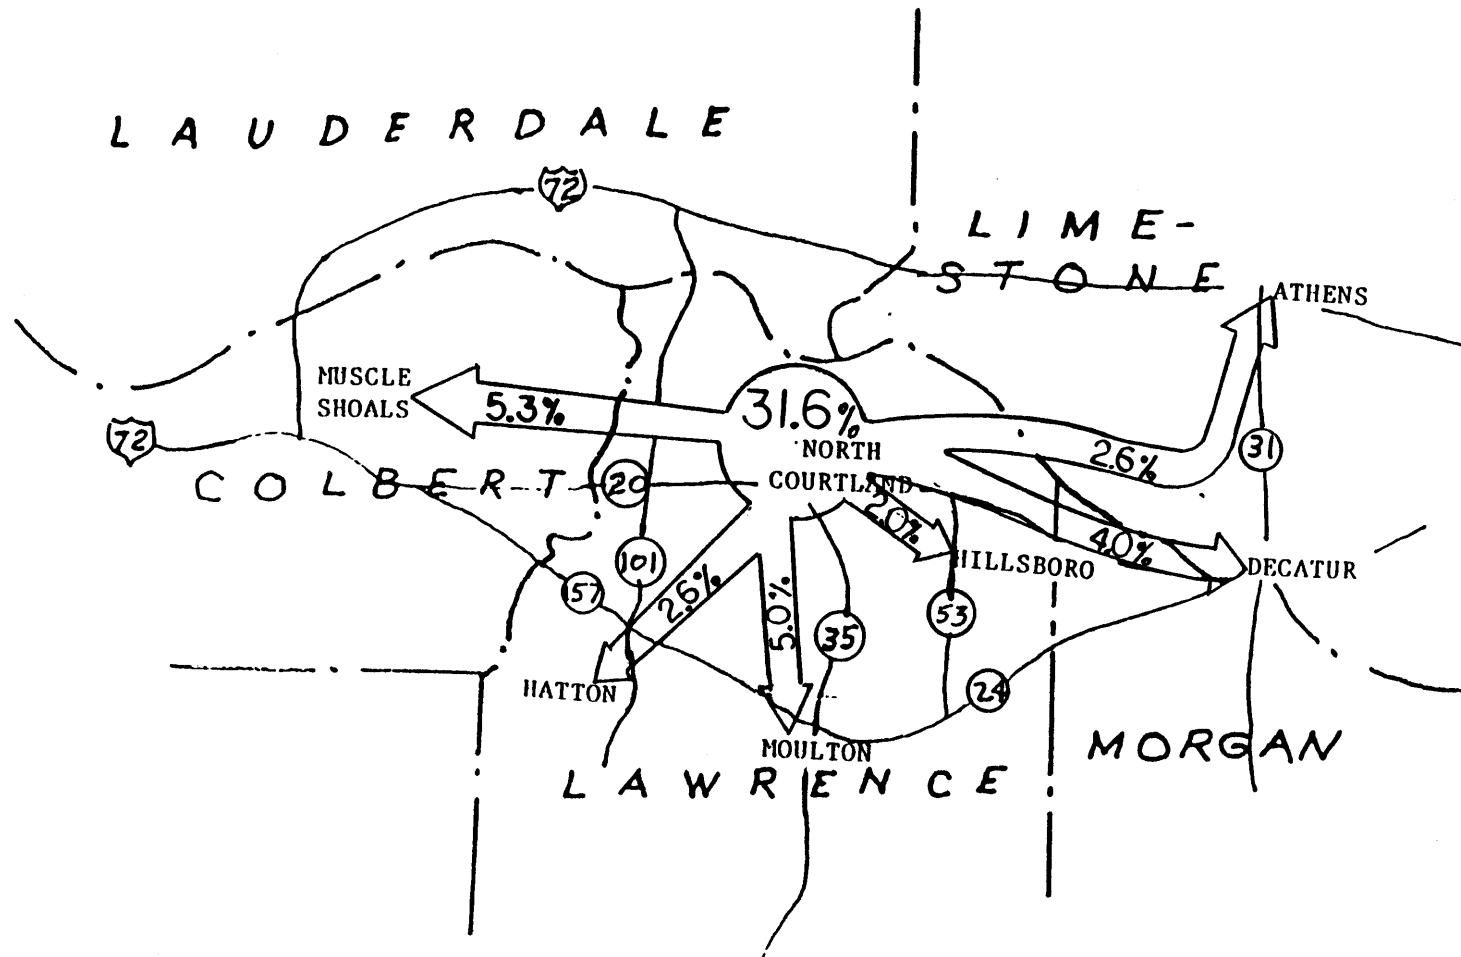 LAUDERDALE
72
LIME-
STONE
ATHENS
MUSCLE
SHOALS
5.3%
31.6%
NORTH
COURTLAND
2.6%
31
72
COLBERT
20
2.0%
4.0%
HILLSBORO
DECATUR
101
157
2.6%
5.0%
35
53
24
HATTON
MOULTON
MORGAN
LAWRENCE